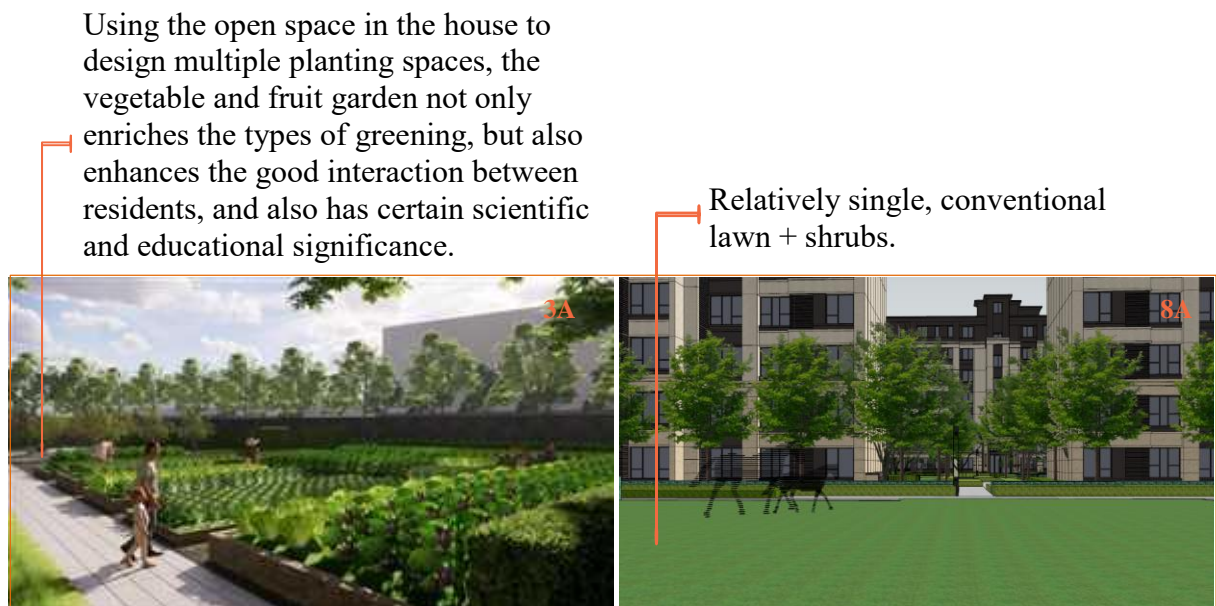 Using the open space in the house to
design multiple planting spaces, the
vegetable and fruit garden not only
enriches the types of greening, but also
enhances the good interaction between
residents, and also has certain scientific
and educational significance.
Relatively single, conventional
lawn + shrubs.
3A
8A